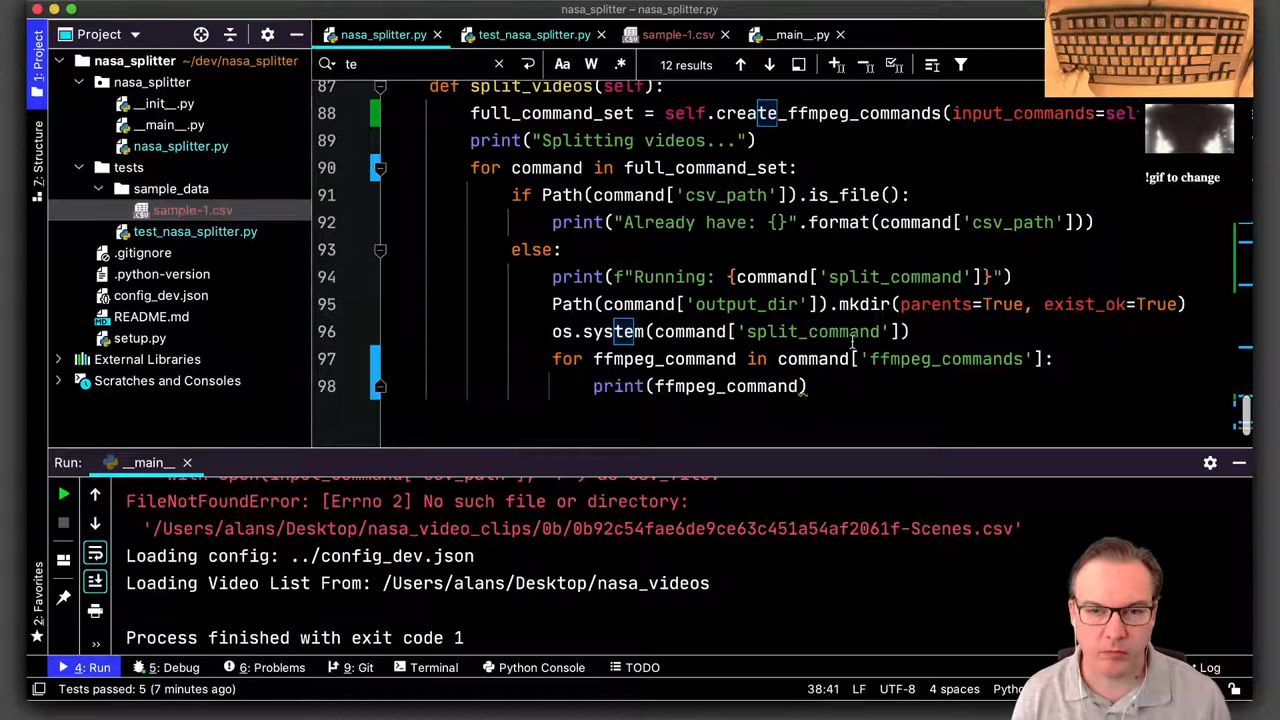 nasa_splitter – nasa_splitter.py
Project
nasa_splitter.py
test_nasa_splitter.py
sample-1.csv
__main__.py
nasa_splitter ~/dev/nasa_splitter
nasa_splitter
__init__.py
__main__.py
nasa_splitter.py
tests
sample_data
sample-1.csv
test_nasa_splitter.py
.gitignore
.python-version
config_dev.json
README.md
setup.py
External Libraries
Scratches and Consoles
1: Project
7: Structure
2: Favorites
te
Aa
W
.*
12 results
87 def split_videos(self):
88 full_command_set = self.create_ffmpeg_commands(input_commands=sel
89 print("Splitting videos...")
90 for command in full_command_set:
91 if Path(command['csv_path']).is_file():
92 print("Already have: {}".format(command['csv_path']))
93 else:
94 print(f"Running: {command['split_command']}")
95 Path(command['output_dir']).mkdir(parents=True, exist_ok=True)
96 os.system(command['split_command'])
97 for ffmpeg_command in command['ffmpeg_commands']:
98 print(ffmpeg_command)
!gif to change
Run:
__main__
FileNotFoundError: [Errno 2] No such file or directory:
'/Users/alans/Desktop/nasa_video_clips/0b/0b92c54fae6de9ce63c451a54af2061f-Scenes.csv'
Loading config: ../config_dev.json
Loading Video List From: /Users/alans/Desktop/nasa_videos
Process finished with exit code 1
4: Run
5: Debug
6: Problems
9: Git
Terminal
Python Console
TODO
Log
Tests passed: 5 (7 minutes ago)
38:41
LF
UTF-8
4 spaces